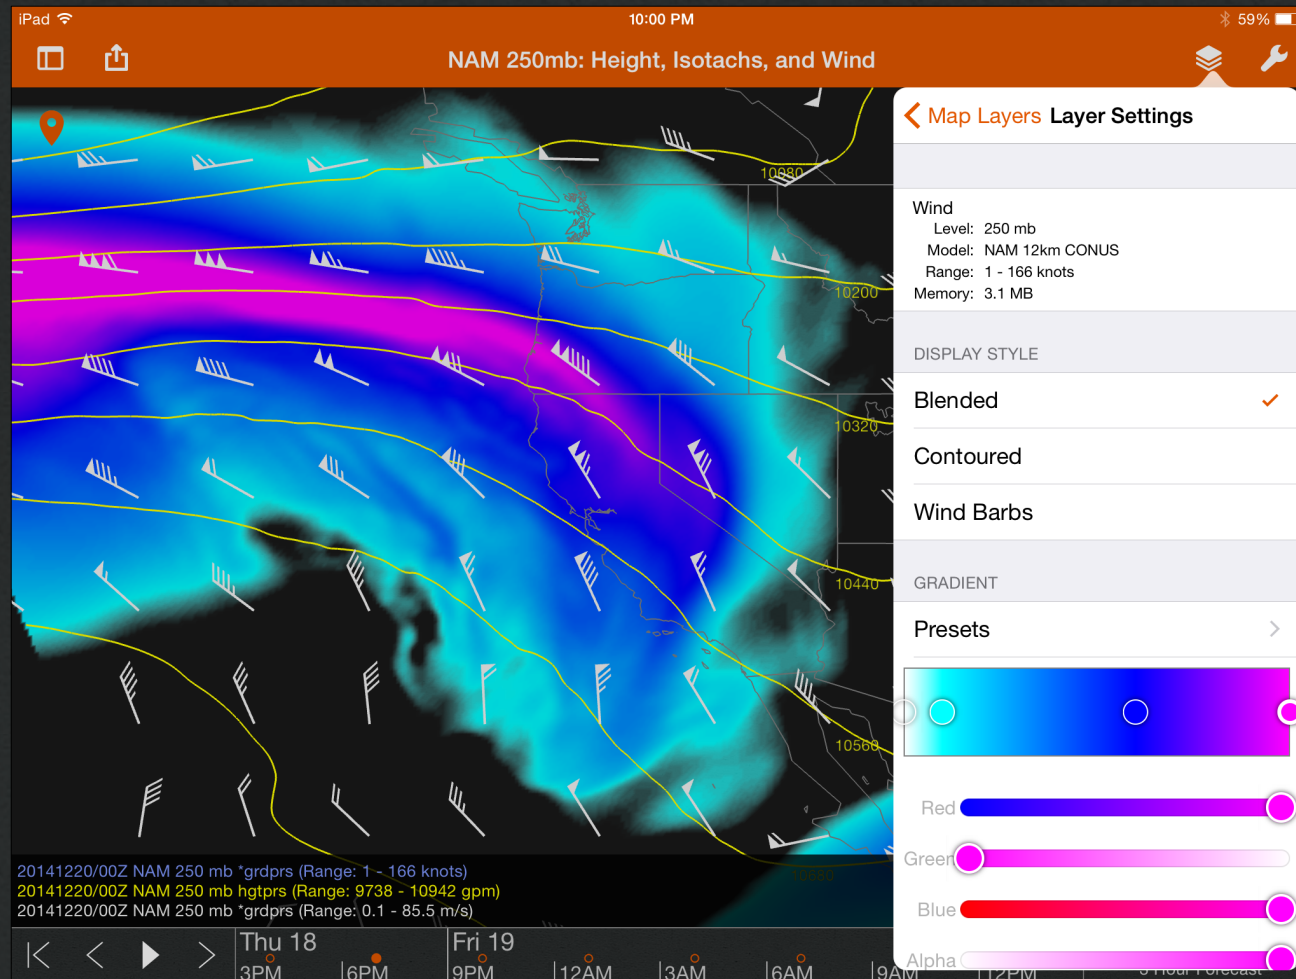 iPad 10:00 PM 59%
NAM 250mb: Height, Isotachs, and Wind
Map Layers Layer Settings
10080
Wind
Level: 250 mb
Model: NAM 12km CONUS
Range: 1 - 166 knots
Memory: 3.1 MB
10200
DISPLAY STYLE
Blended
10320
Contoured
Wind Barbs
GRADIENT
10440
Presets
10560
Red
Green
Blue
Alpha
10680
20141220/00Z NAM 250 mb *grdprs (Range: 1 - 166 knots)
20141220/00Z NAM 250 mb hgtprs (Range: 9738 - 10942 gpm)
20141220/00Z NAM 250 mb *grdprs (Range: 0.1 - 85.5 m/s)
Thu 18 Fri 19
3PM 6PM 9PM 12AM 3AM 6AM 9AM 12PM 3 Hour Forecast